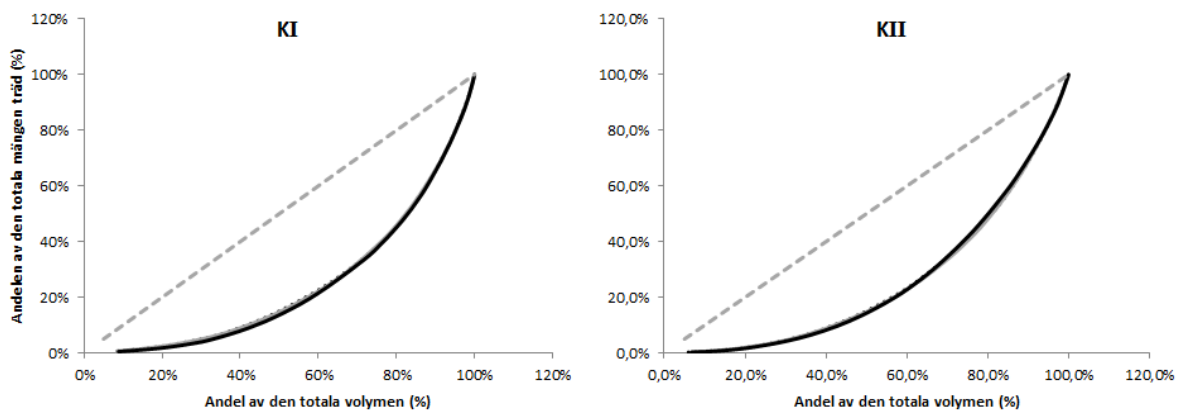 KI
120%
100%
80%
60%
40%
20%
0%
0% 20% 40% 60% 80% 100% 120%
Andelen av den totala mängen träd (%)
Andel av den totala volymen (%)
KII
120,0%
100,0%
80,0%
60,0%
40,0%
20,0%
0,0%
0,0% 20,0% 40,0% 60,0% 80,0% 100,0% 120,0%
Andel av den totala volymen (%)